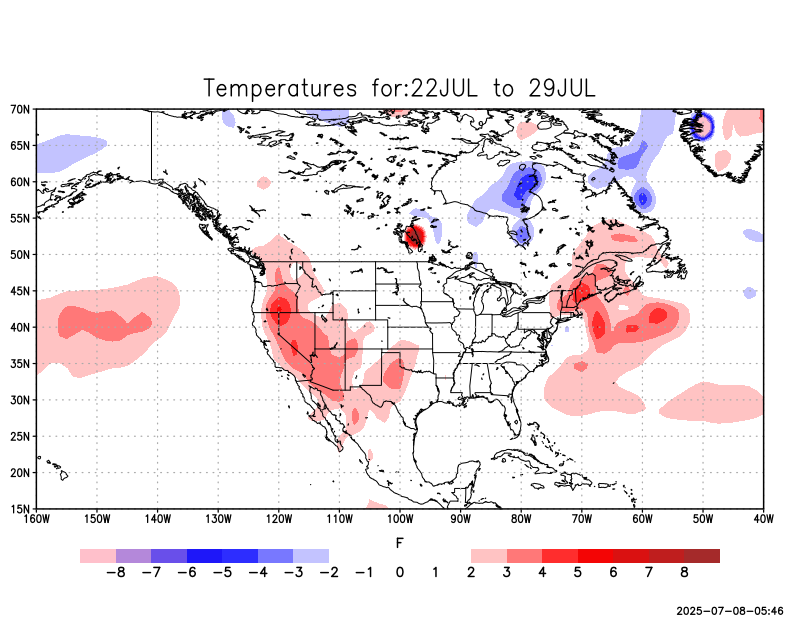 Temperatures for:22JUL to 29JUL
70N
65N
60N
55N
50N
45N
40N
35N
30N
25N
20N
15N
160W 150W 140W 130W 120W 110W 100W 90W 80W 70W 60W 50W 40W
F
−8 −7 −6 −5 −4 −3 −2 −1 0 1 2 3 4 5 6 7 8
2025-07-08-05:46